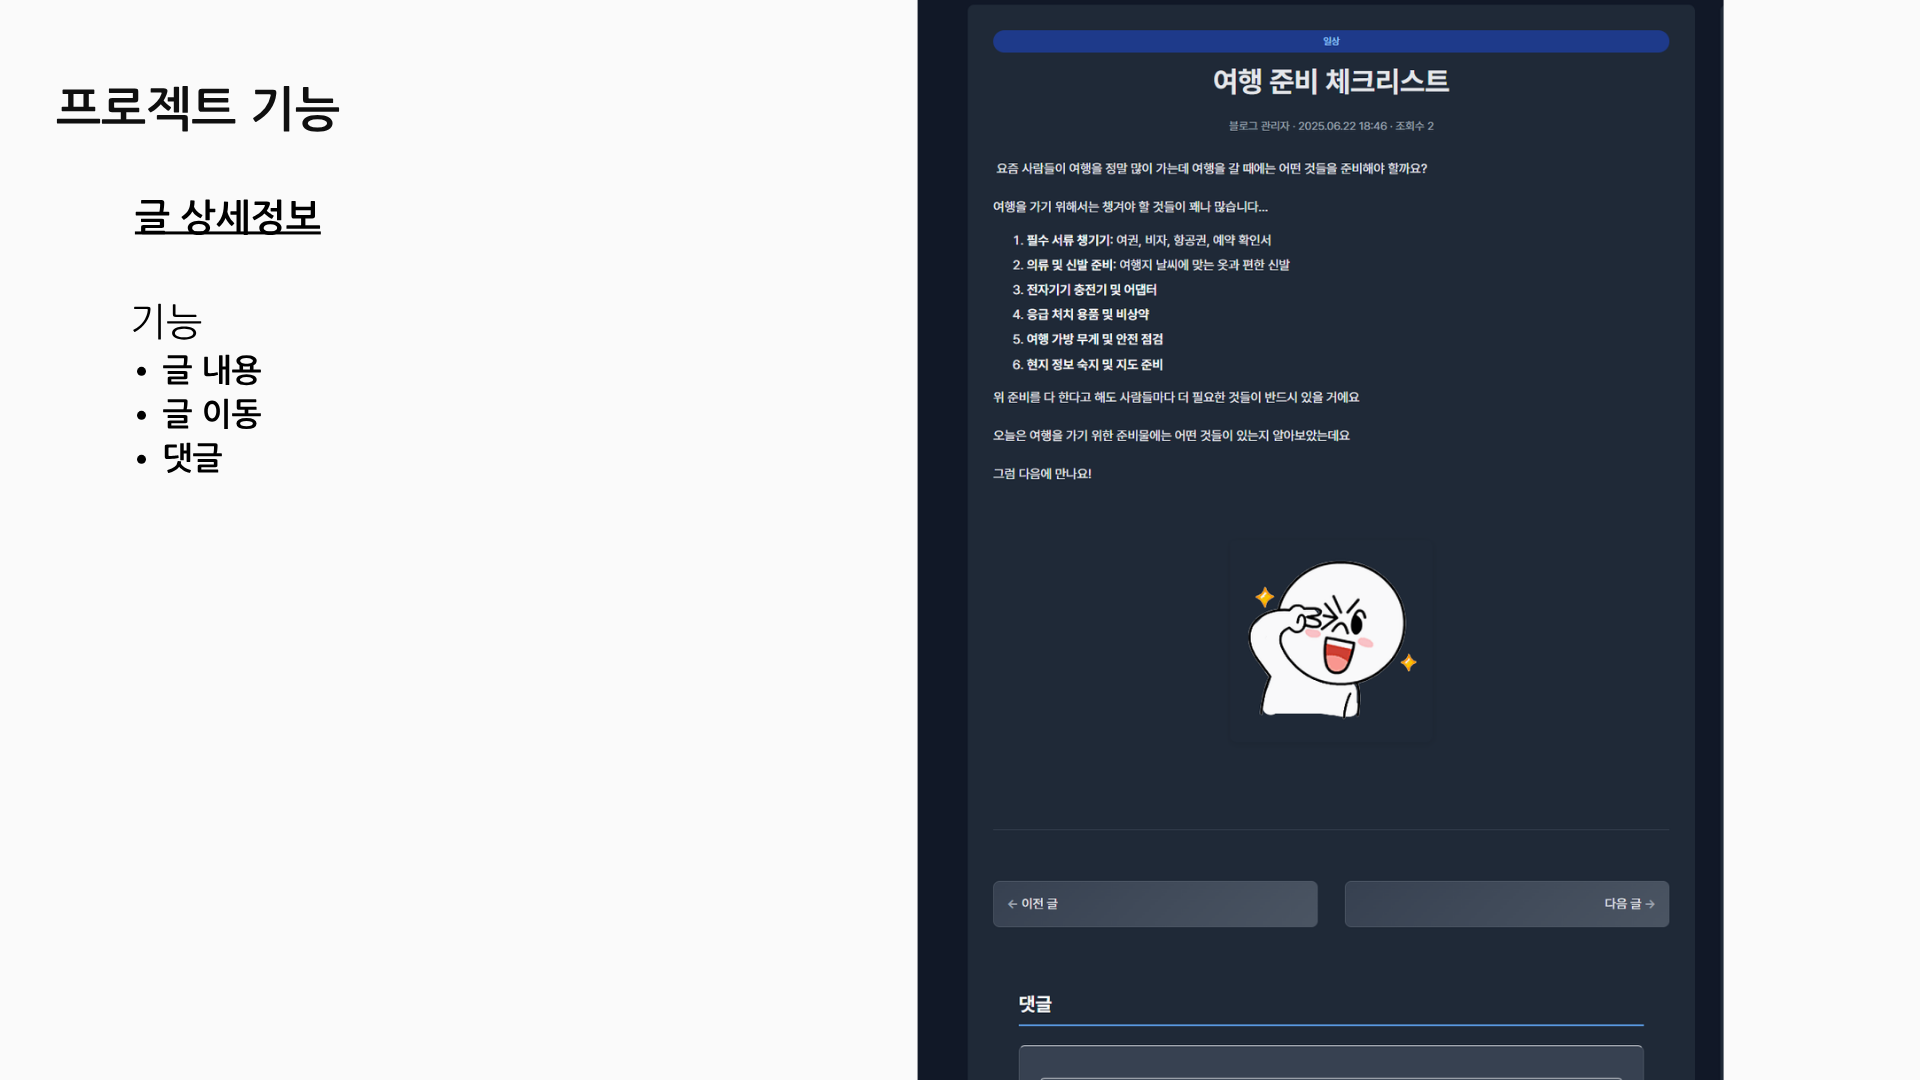 프로젝트 기능
글 상세정보
기능
• 글 내용
• 글 이동
• 댓글
일상
여행 준비 체크리스트
블로그 관리자 · 2025.06.22 18:46 · 조회수 2
요즘 사람들이 여행을 정말 많이 가는데 여행을 갈 때에는 어떤 것들을 준비해야 할까요?
여행을 가기 위해서는 챙겨야 할 것들이 꽤나 많습니다...
1. 필수 서류 챙기기: 여권, 비자, 항공권, 예약 확인서
2. 의류 및 신발 준비: 여행지 날씨에 맞는 옷과 편한 신발
3. 전자기기 충전기 및 어댑터
4. 응급 처치 용품 및 비상약
5. 여행 가방 무게 및 안전 점검
6. 현지 정보 숙지 및 지도 준비
위 준비를 다 한다고 해도 사람들마다 더 필요한 것들이 반드시 있을 거에요
오늘은 여행을 가기 위한 준비물에는 어떤 것들이 있는지 알아보았는데요
그럼 다음에 만나요!
← 이전 글
다음 글 →
댓글